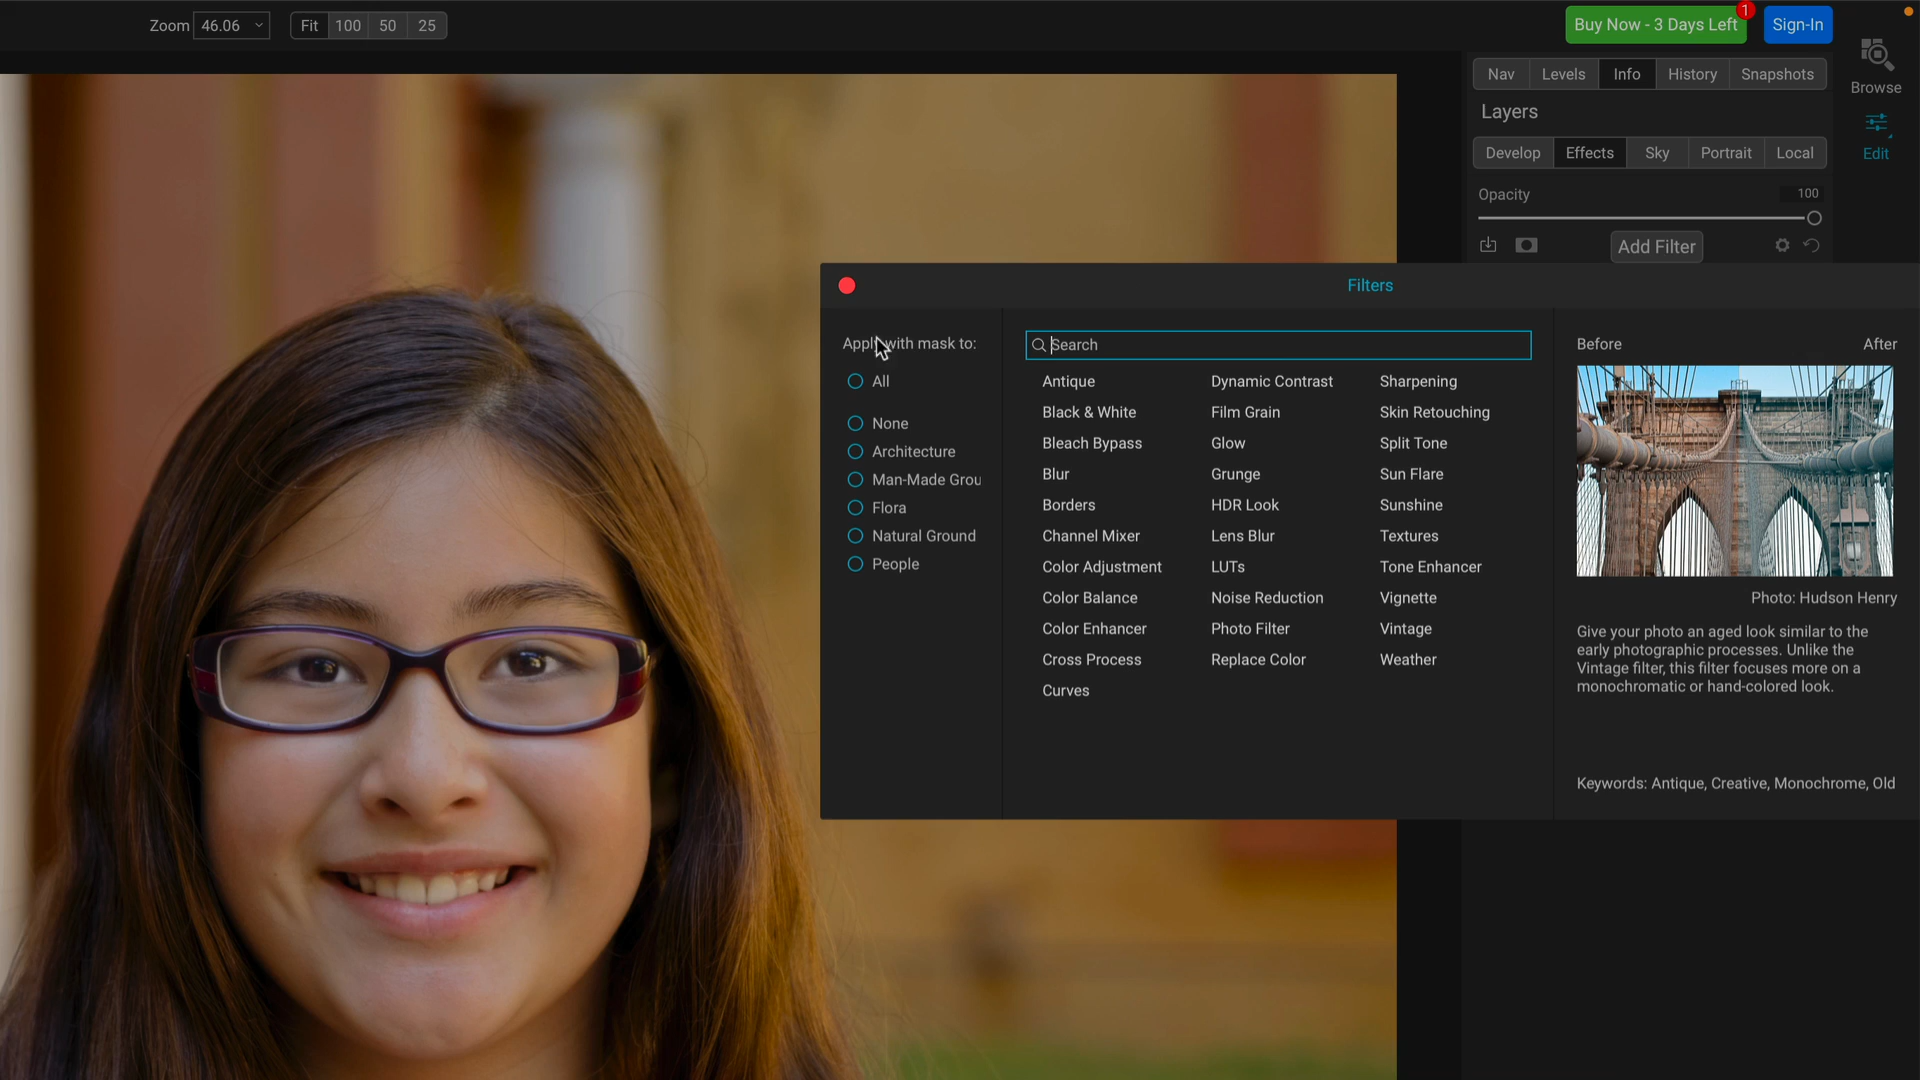 Zoom 46.06 Fit 100 50 25
Buy Now - 3 Days Left 1 Sign-In
Browse
Edit
Nav Levels Info History Snapshots
Layers
Develop Effects Sky Portrait Local
Opacity 100
Add Filter
Filters
Apply with mask to:
All
None
Architecture
Man-Made Grou
Flora
Natural Ground
People
Search
Antique Dynamic Contrast Sharpening
Black & White Film Grain Skin Retouching
Bleach Bypass Glow Split Tone
Blur Grunge Sun Flare
Borders HDR Look Sunshine
Channel Mixer Lens Blur Textures
Color Adjustment LUTs Tone Enhancer
Color Balance Noise Reduction Vignette
Color Enhancer Photo Filter Vintage
Cross Process Replace Color Weather
Curves
Before After
Photo: Hudson Henry
Give your photo an aged look similar to the
early photographic processes. Unlike the
Vintage filter, this filter focuses more on a
monochromatic or hand-colored look.
Keywords: Antique, Creative, Monochrome, Old